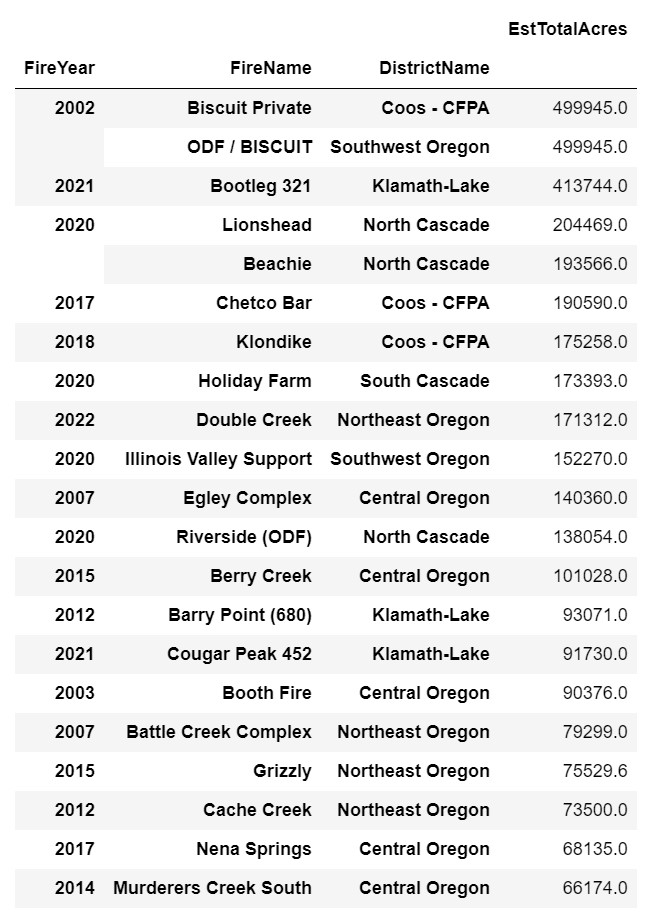 EstTotalAcres
FireYear FireName DistrictName
2002 Biscuit Private Coos - CFPA 499945.0
ODF / BISCUIT Southwest Oregon 499945.0
2021 Bootleg 321 Klamath-Lake 413744.0
2020 Lionshead North Cascade 204469.0
Beachie North Cascade 193566.0
2017 Chetco Bar Coos - CFPA 190590.0
2018 Klondike Coos - CFPA 175258.0
2020 Holiday Farm South Cascade 173393.0
2022 Double Creek Northeast Oregon 171312.0
2020 Illinois Valley Support Southwest Oregon 152270.0
2007 Egley Complex Central Oregon 140360.0
2020 Riverside (ODF) North Cascade 138054.0
2015 Berry Creek Central Oregon 101028.0
2012 Barry Point (680) Klamath-Lake 93071.0
2021 Cougar Peak 452 Klamath-Lake 91730.0
2003 Booth Fire Central Oregon 90376.0
2007 Battle Creek Complex Northeast Oregon 79299.0
2015 Grizzly Northeast Oregon 75529.6
2012 Cache Creek Northeast Oregon 73500.0
2017 Nena Springs Central Oregon 68135.0
2014 Murderers Creek South Central Oregon 66174.0